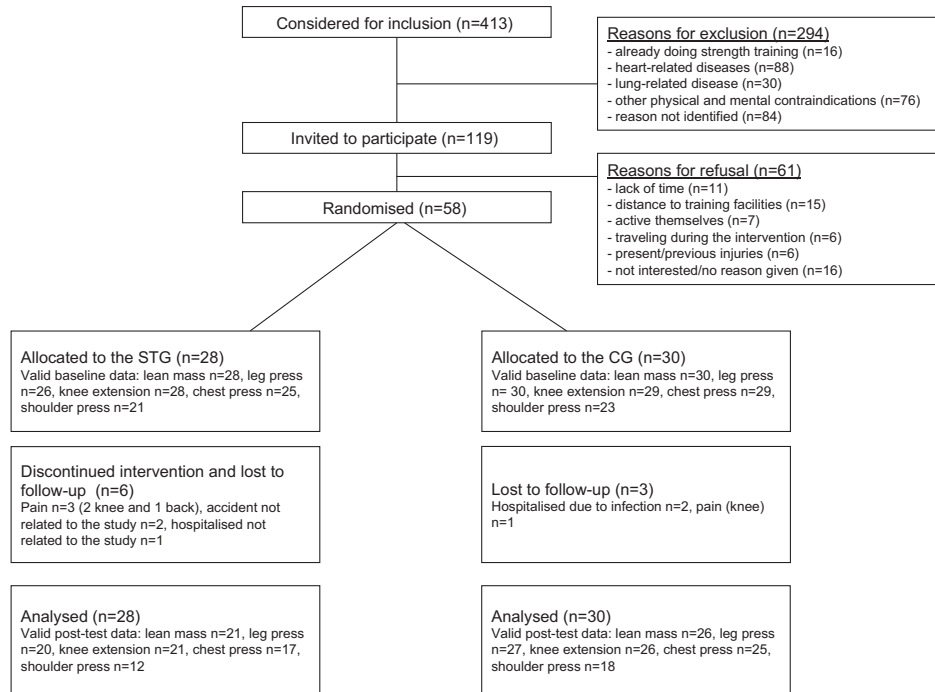 Considered for inclusion (n=413)
Reasons for exclusion (n=294)
- already doing strength training (n=16)
- heart-related diseases (n=88)
- lung-related disease (n=30)
- other physical and mental contraindications (n=76)
- reason not identified (n=84)
Invited to participate (n=119)
Reasons for refusal (n=61)
- lack of time (n=11)
- distance to training facilities (n=15)
- active themselves (n=7)
- traveling during the intervention (n=6)
- present/previous injuries (n=6)
- not interested/no reason given (n=16)
Randomised (n=58)
Allocated to the STG (n=28)
Valid baseline data: lean mass n=28, leg press
n=26, knee extension n=28, chest press n=25,
shoulder press n=21
Allocated to the CG (n=30)
Valid baseline data: lean mass n=30, leg press
n= 30, knee extension n=29, chest press n=29,
shoulder press n=23
Discontinued intervention and lost to
follow-up (n=6)
Pain n=3 (2 knee and 1 back), accident not
related to the study n=2, hospitalised not
related to the study n=1
Lost to follow-up (n=3)
Hospitalised due to infection n=2, pain (knee)
n=1
Analysed (n=28)
Valid post-test data: lean mass n=21, leg press
n=20, knee extension n=21, chest press n=17,
shoulder press n=12
Analysed (n=30)
Valid post-test data: lean mass n=26, leg press
n=27, knee extension n=26, chest press n=25,
shoulder press n=18